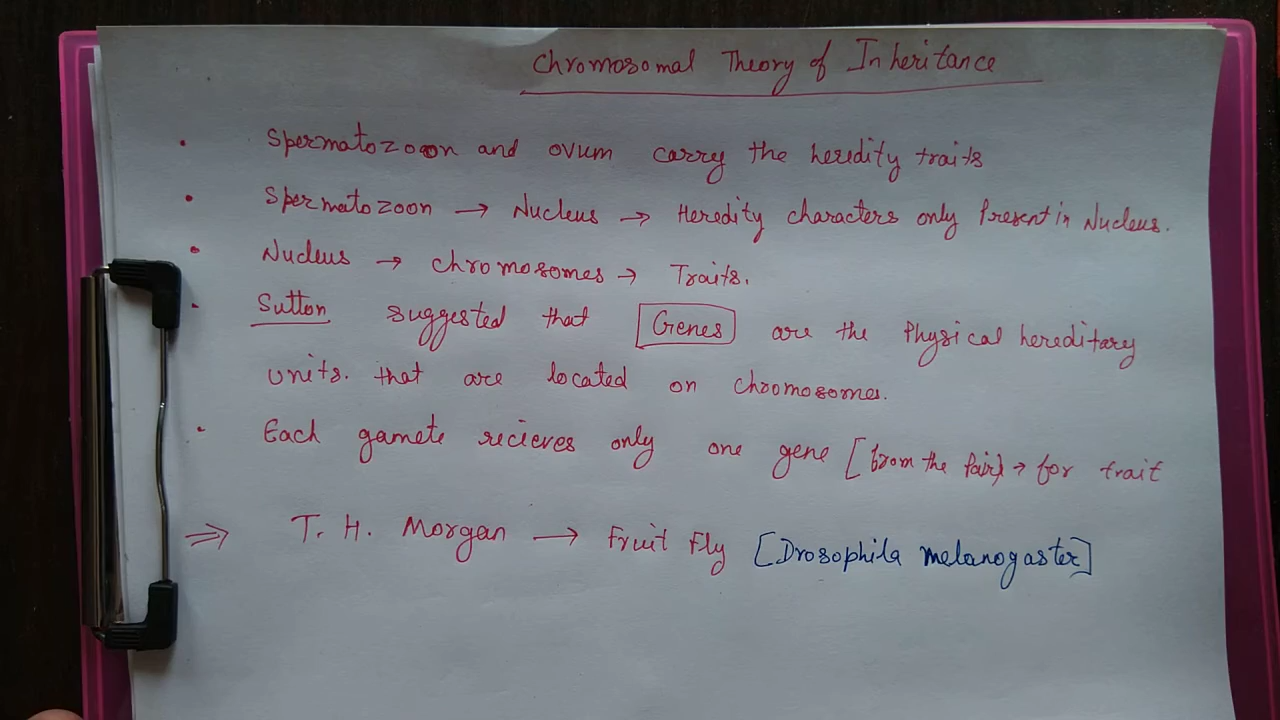 Chromosomal Theory of Inheritance
• Spermatozoon and ovum carry the heredity traits
• Spermatozoon → Nucleus → Heredity characters only Present in Nucleus.
• Nucleus → chromosomes → Traits.
• Sutton suggested that Genes are the Physical hereditary
units. that are located on chromosomes.
• Each gamete recieves only one gene [from the pair] → for trait
⇒ T. H. Morgan → Fruit Fly [Drosophila melanogaster]